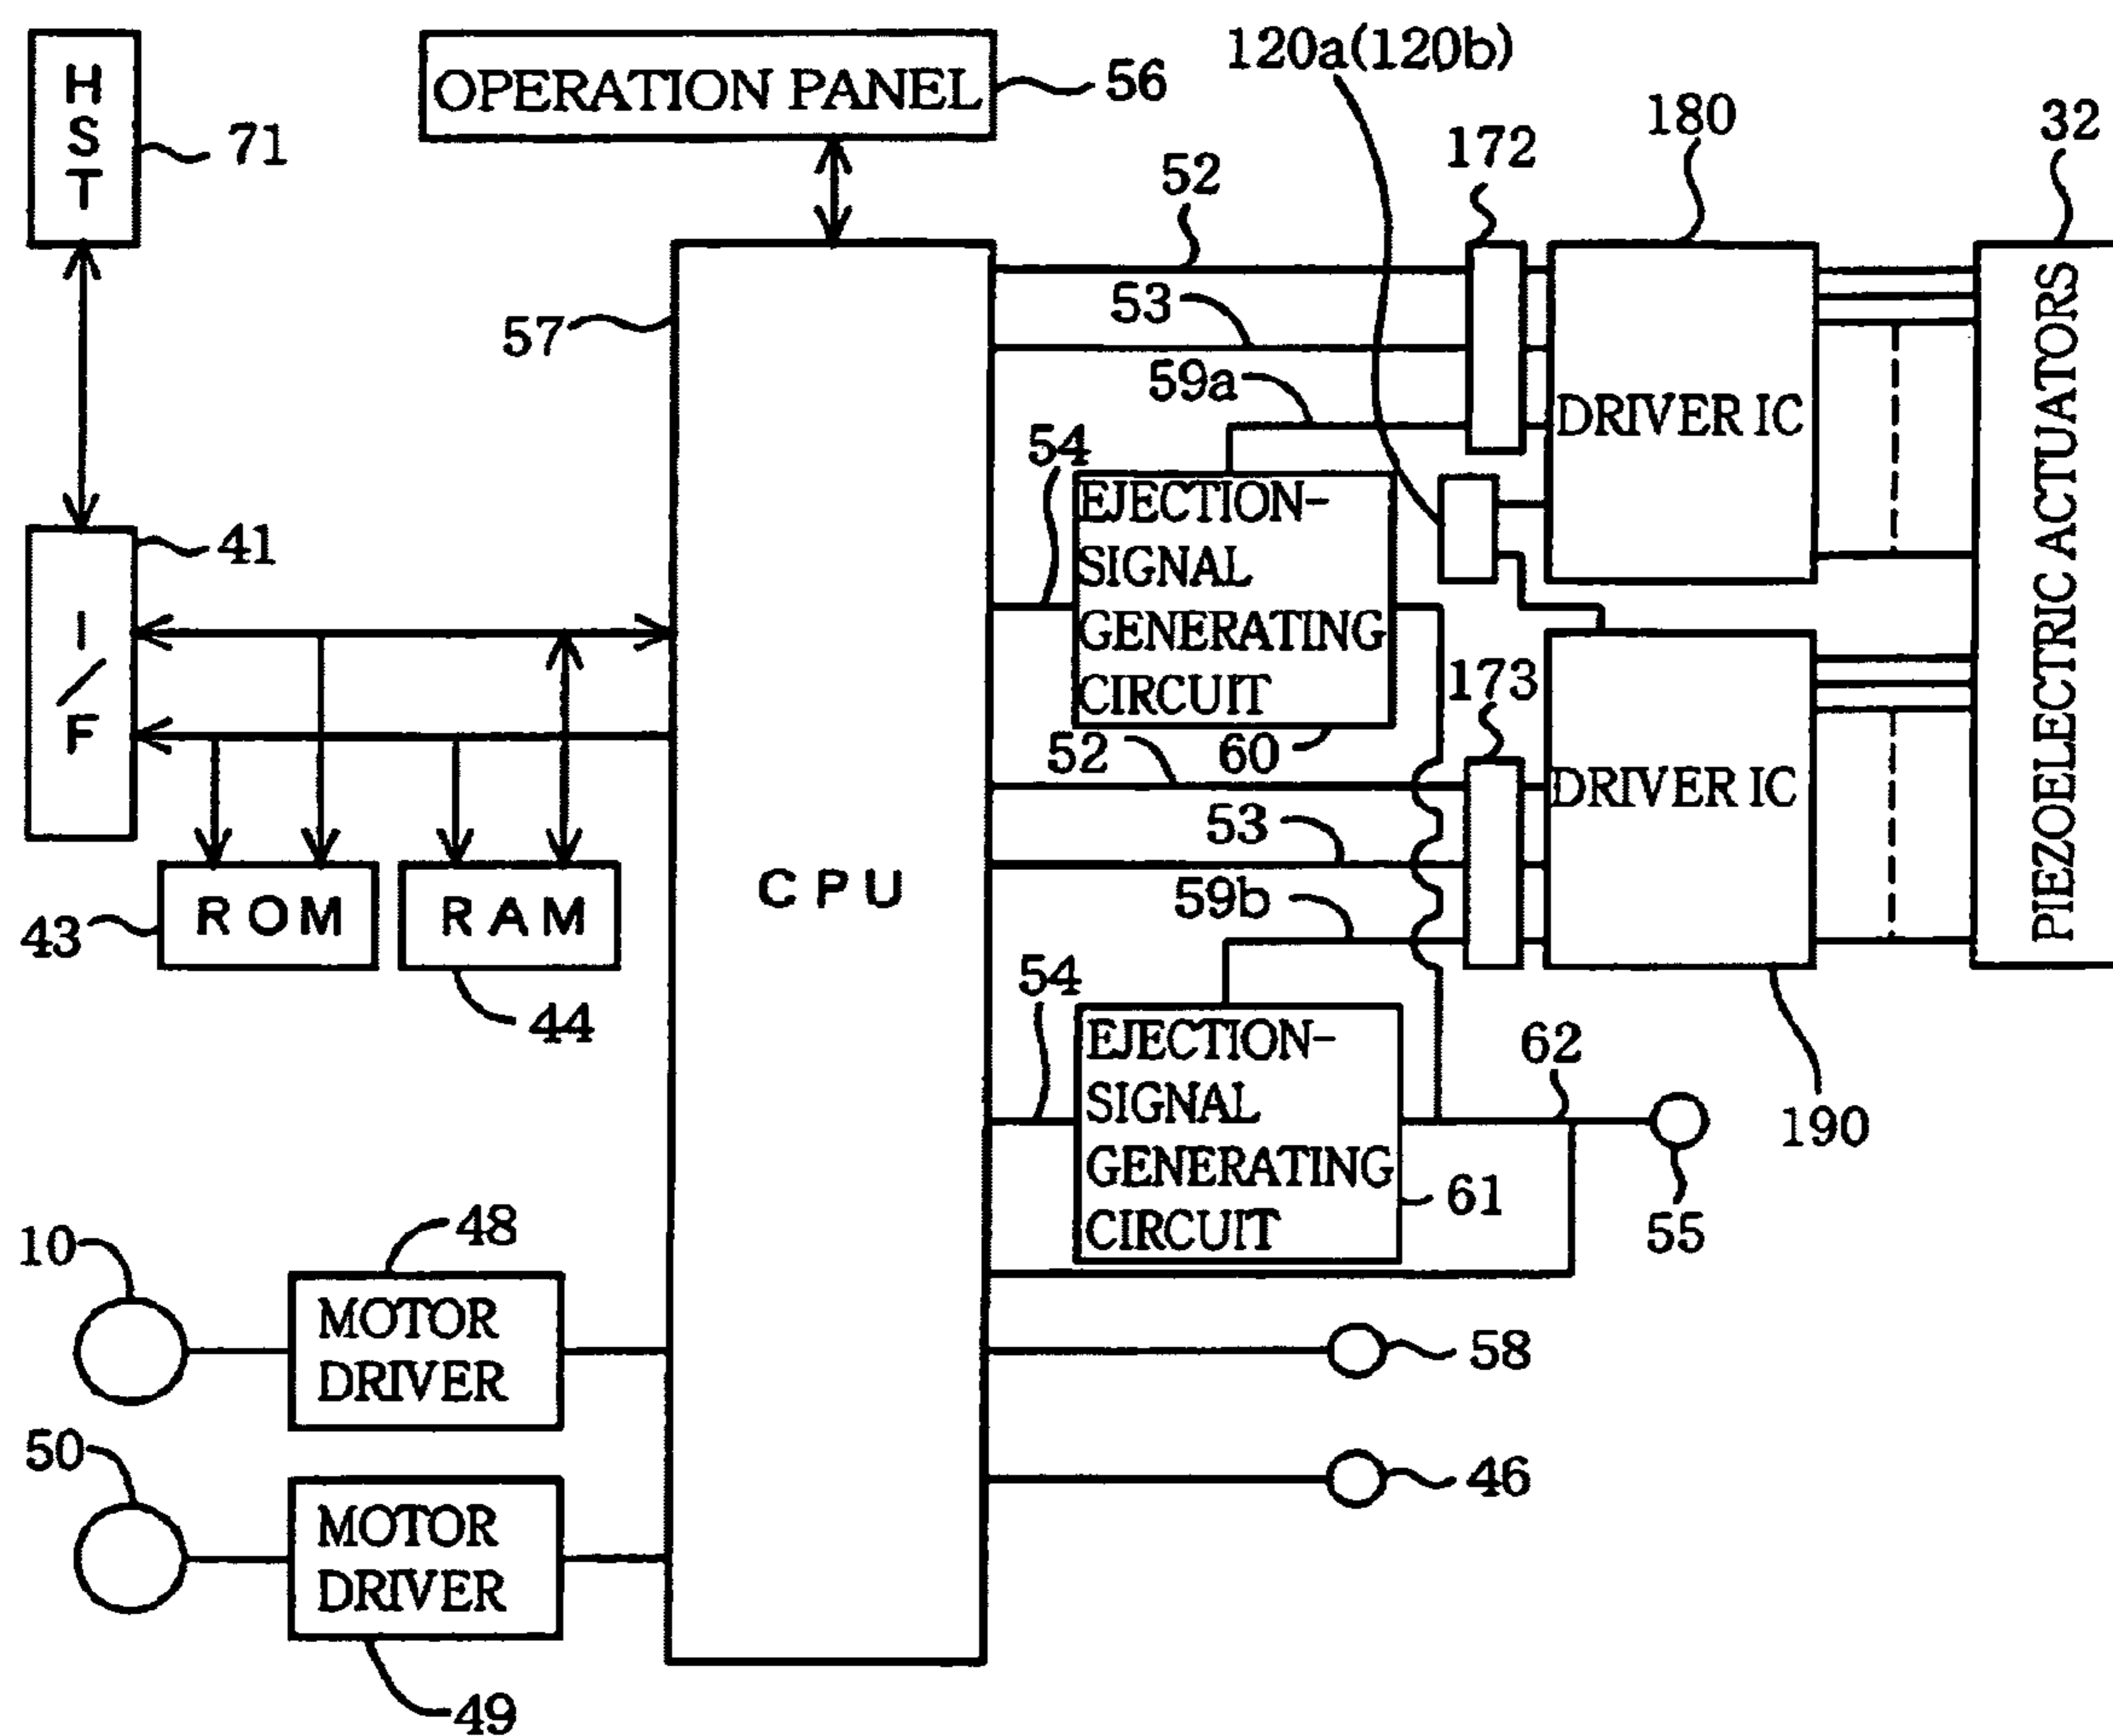 HST
71
OPERATION PANEL
56
120a(120b)
172
180
32
52
57
53
59a
54
DRIVER IC
PIEZOELECTRIC ACTUATORS
41
I/F
EJECTION-
SIGNAL
GENERATING
CIRCUIT
60
173
52
DRIVER IC
53
CPU
59b
43
ROM
RAM
44
54
EJECTION-
SIGNAL
GENERATING
CIRCUIT
61
62
55
190
10
48
MOTOR
DRIVER
58
50
MOTOR
DRIVER
46
49